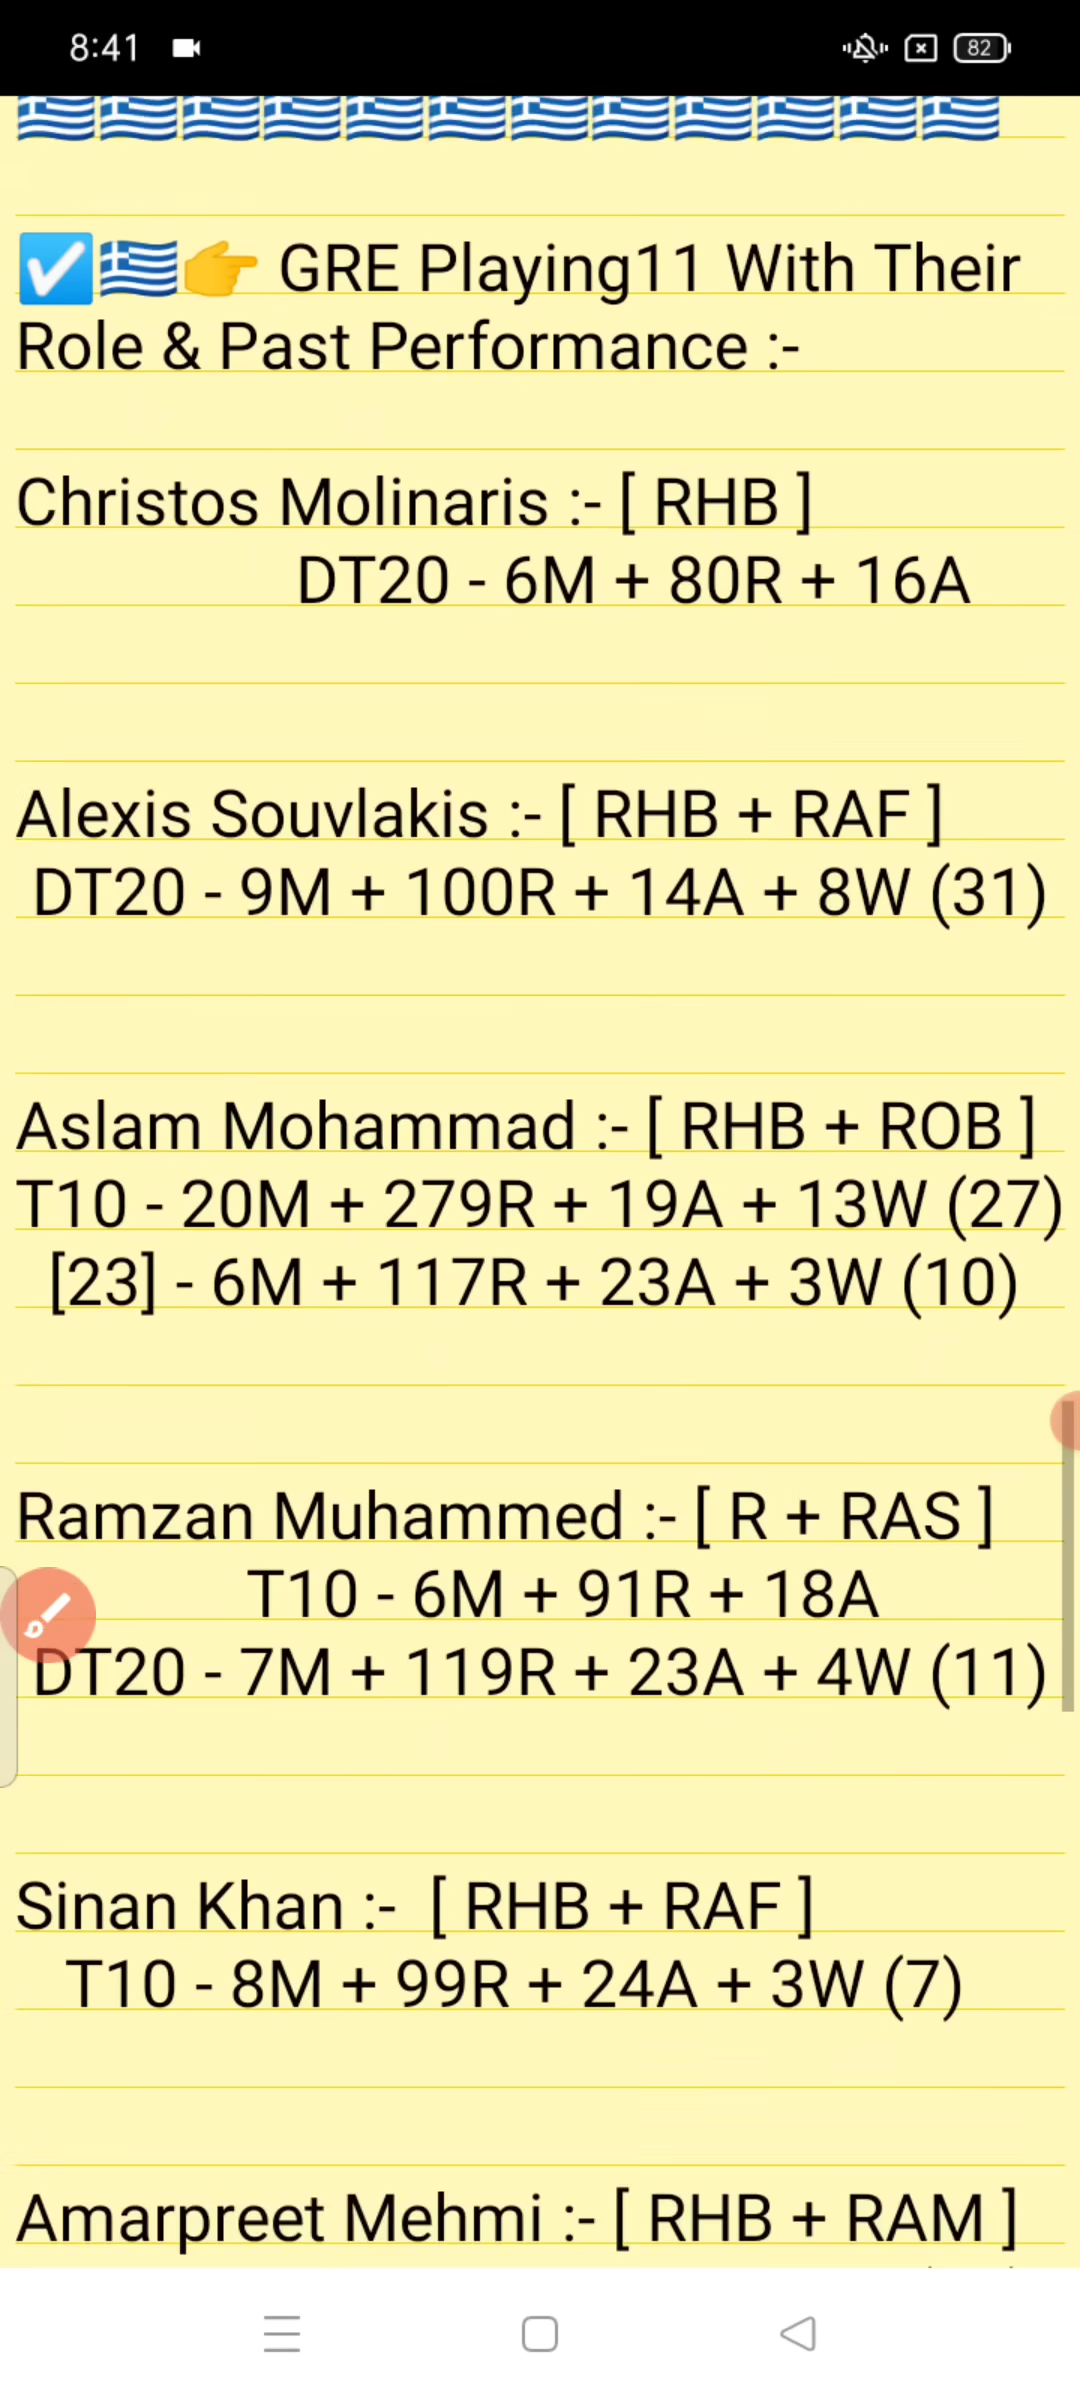 8:41
82
GRE Playing11 With Their
Role & Past Performance :-
Christos Molinaris :- [ RHB ]
DT20 - 6M + 80R + 16A
Alexis Souvlakis :- [ RHB + RAF ]
DT20 - 9M + 100R + 14A + 8W (31)
Aslam Mohammad :- [ RHB + ROB ]
T10 - 20M + 279R + 19A + 13W (27)
[23] - 6M + 117R + 23A + 3W (10)
Ramzan Muhammed :- [ R + RAS ]
T10 - 6M + 91R + 18A
DT20 - 7M + 119R + 23A + 4W (11)
Sinan Khan :- [ RHB + RAF ]
T10 - 8M + 99R + 24A + 3W (7)
Amarpreet Mehmi :- [ RHB + RAM ]